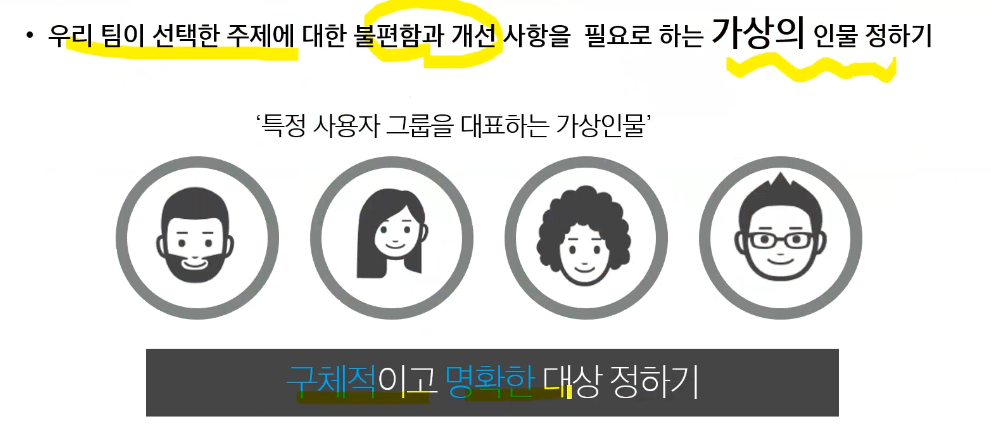 • 우리 팀이 선택한 주제에 대한 불편함과 개선 사항을 필요로 하는 가상의 인물 정하기
‘특정 사용자 그룹을 대표하는 가상인물’
구체적이고 명확한 대상 정하기